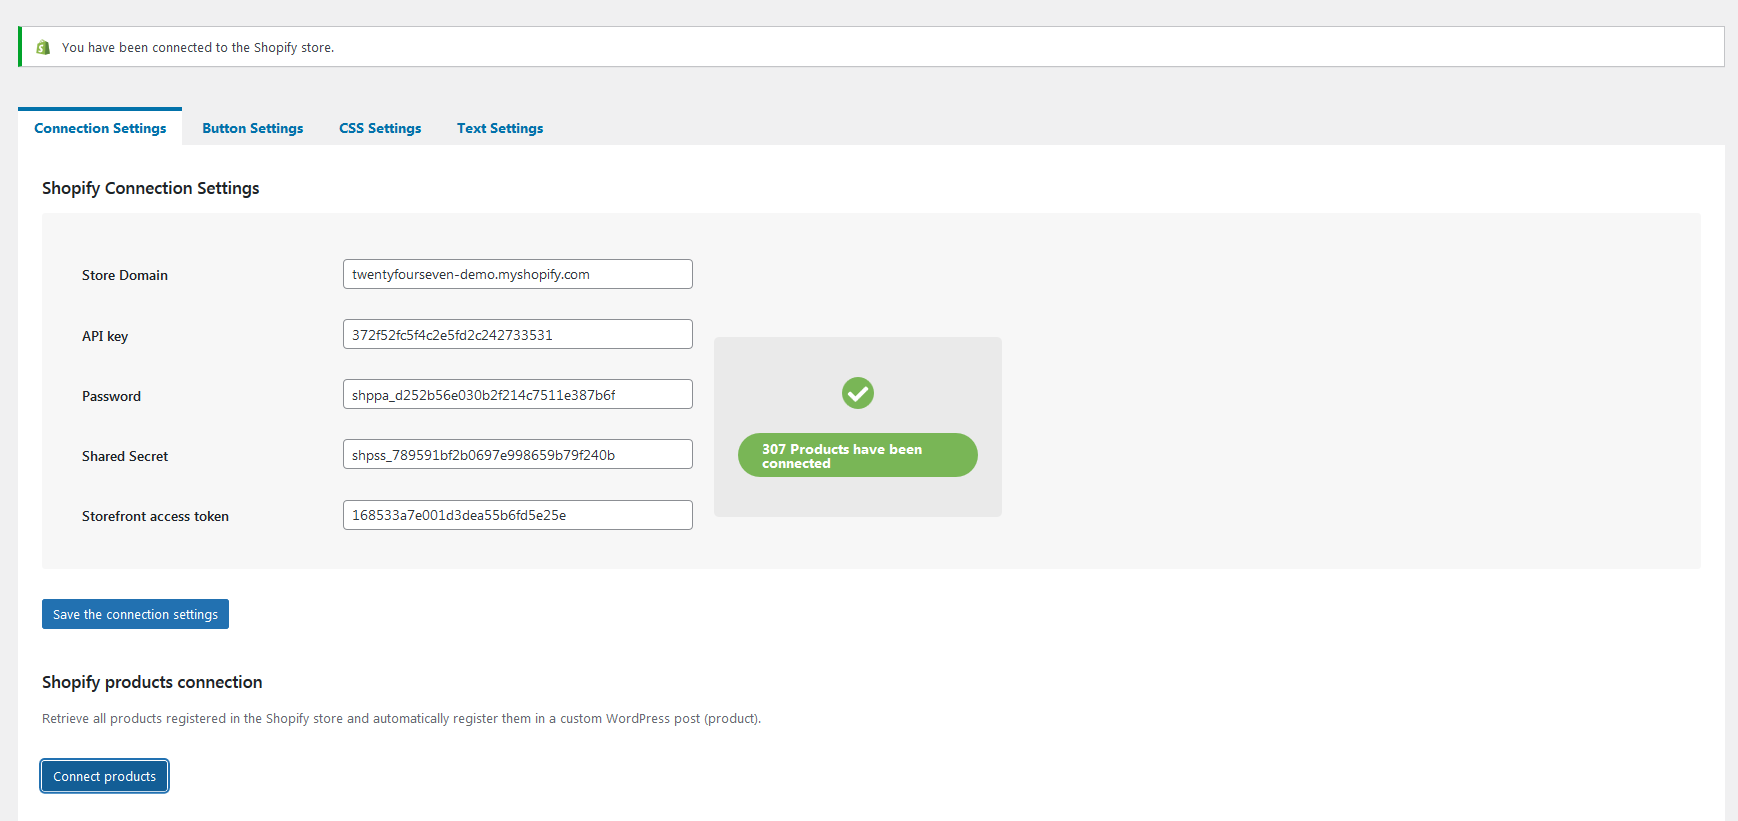 You have been connected to the Shopify store.
Connection Settings
Button Settings
CSS Settings
Text Settings
Shopify Connection Settings
Store Domain
twentyfourseven-demo.myshopify.com
API key
372f52fc5f4c2e5fd2c242733531
Password
shppa_d252b56e030b2f214c7511e387b6f
Shared Secret
shpss_789591bf2b0697e998659b79f240b
Storefront access token
168533a7e001d3dea55b6fd5e25e
307 Products have been
connected
Save the connection settings
Shopify products connection
Retrieve all products registered in the Shopify store and automatically register them in a custom WordPress post (product).
Connect products